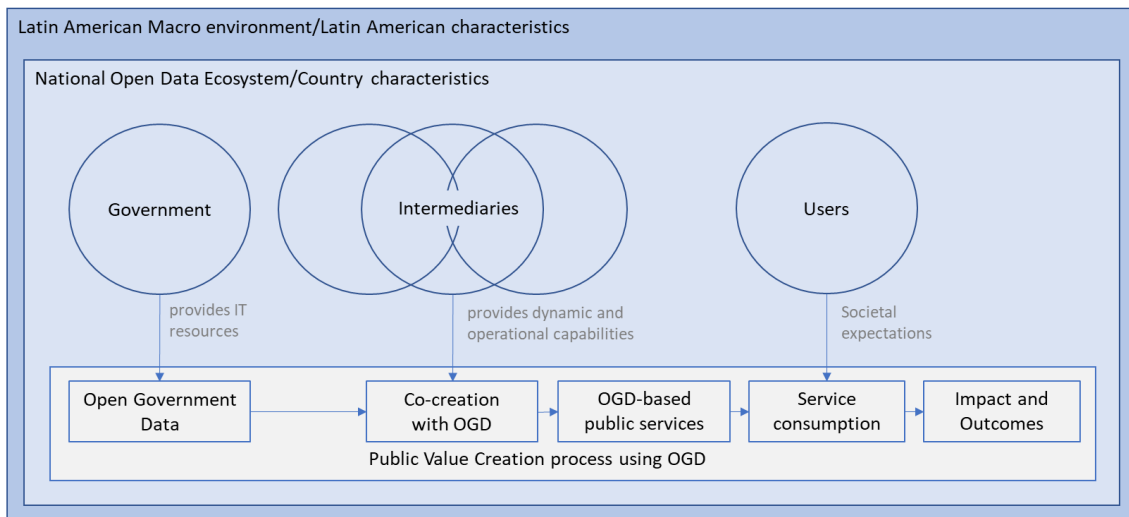 Latin American Macro environment/Latin American characteristics
National Open Data Ecosystem/Country characteristics
Government
Intermediaries
Users
provides IT
resources
provides dynamic and
operational capabilities
Societal
expectations
Open Government
Data
Co-creation
with OGD
OGD-based
public services
Service
consumption
Impact and
Outcomes
Public Value Creation process using OGD